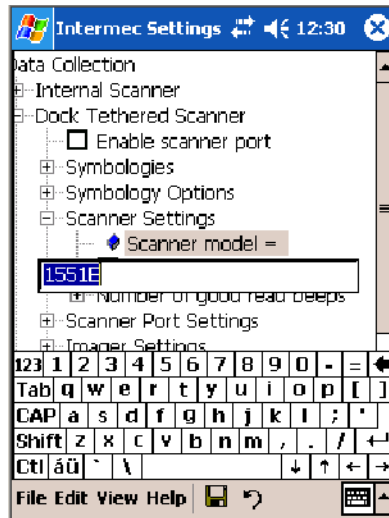 Intermec Settings 12:30
Data Collection
Internal Scanner
Dock Tethered Scanner
Enable scanner port
Symbologies
Symbology Options
Scanner Settings
Scanner model =
1551E
Number of good read beeps
Scanner Port Settings
Imager Settings
123 1 2 3 4 5 6 7 8 9 0 - =
Tab q w e r t y u i o p [ ]
CAP a s d f g h j k l ; '
Shift z x c v b n m , . /
Ctl áü ` \
File Edit View Help